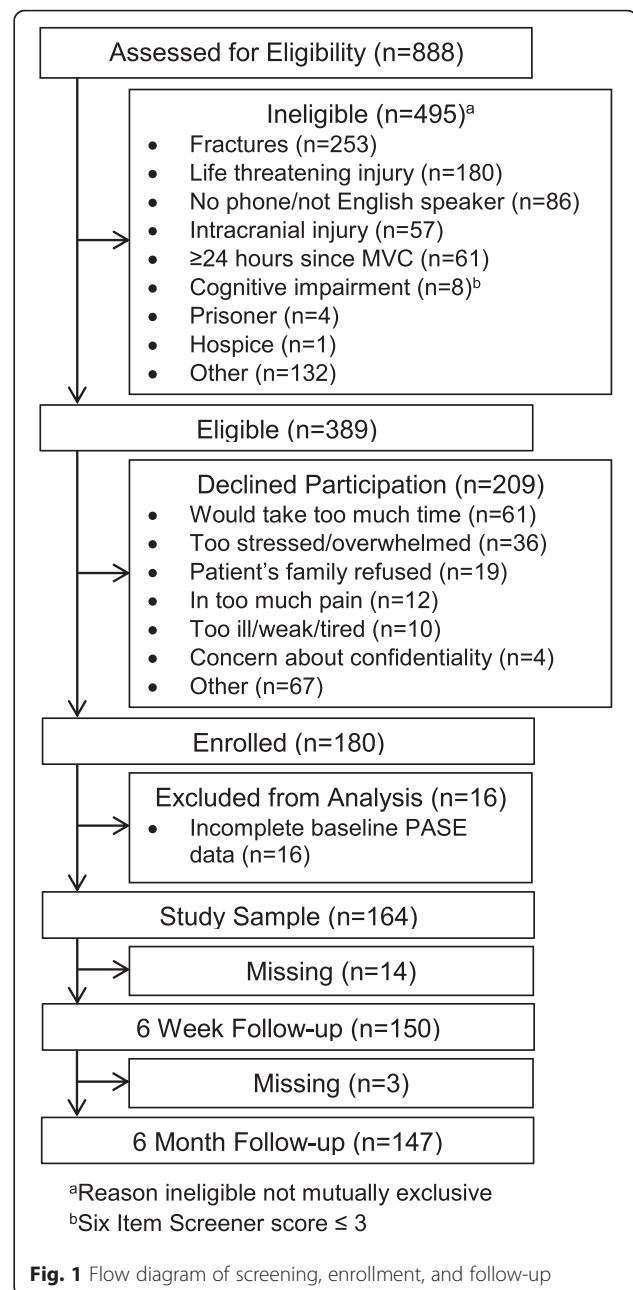 Assessed for Eligibility (n=888)
Ineligible (n=495)ᵃ
• Fractures (n=253)
• Life threatening injury (n=180)
• No phone/not English speaker (n=86)
• Intracranial injury (n=57)
• ≥24 hours since MVC (n=61)
• Cognitive impairment (n=8)ᵇ
• Prisoner (n=4)
• Hospice (n=1)
• Other (n=132)
Eligible (n=389)
Declined Participation (n=209)
• Would take too much time (n=61)
• Too stressed/overwhelmed (n=36)
• Patient's family refused (n=19)
• In too much pain (n=12)
• Too ill/weak/tired (n=10)
• Concern about confidentiality (n=4)
• Other (n=67)
Enrolled (n=180)
Excluded from Analysis (n=16)
• Incomplete baseline PASE
data (n=16)
Study Sample (n=164)
Missing (n=14)
6 Week Follow-up (n=150)
Missing (n=3)
6 Month Follow-up (n=147)
ᵃReason ineligible not mutually exclusive
ᵇSix Item Screener score ≤ 3
Fig. 1 Flow diagram of screening, enrollment, and follow-up